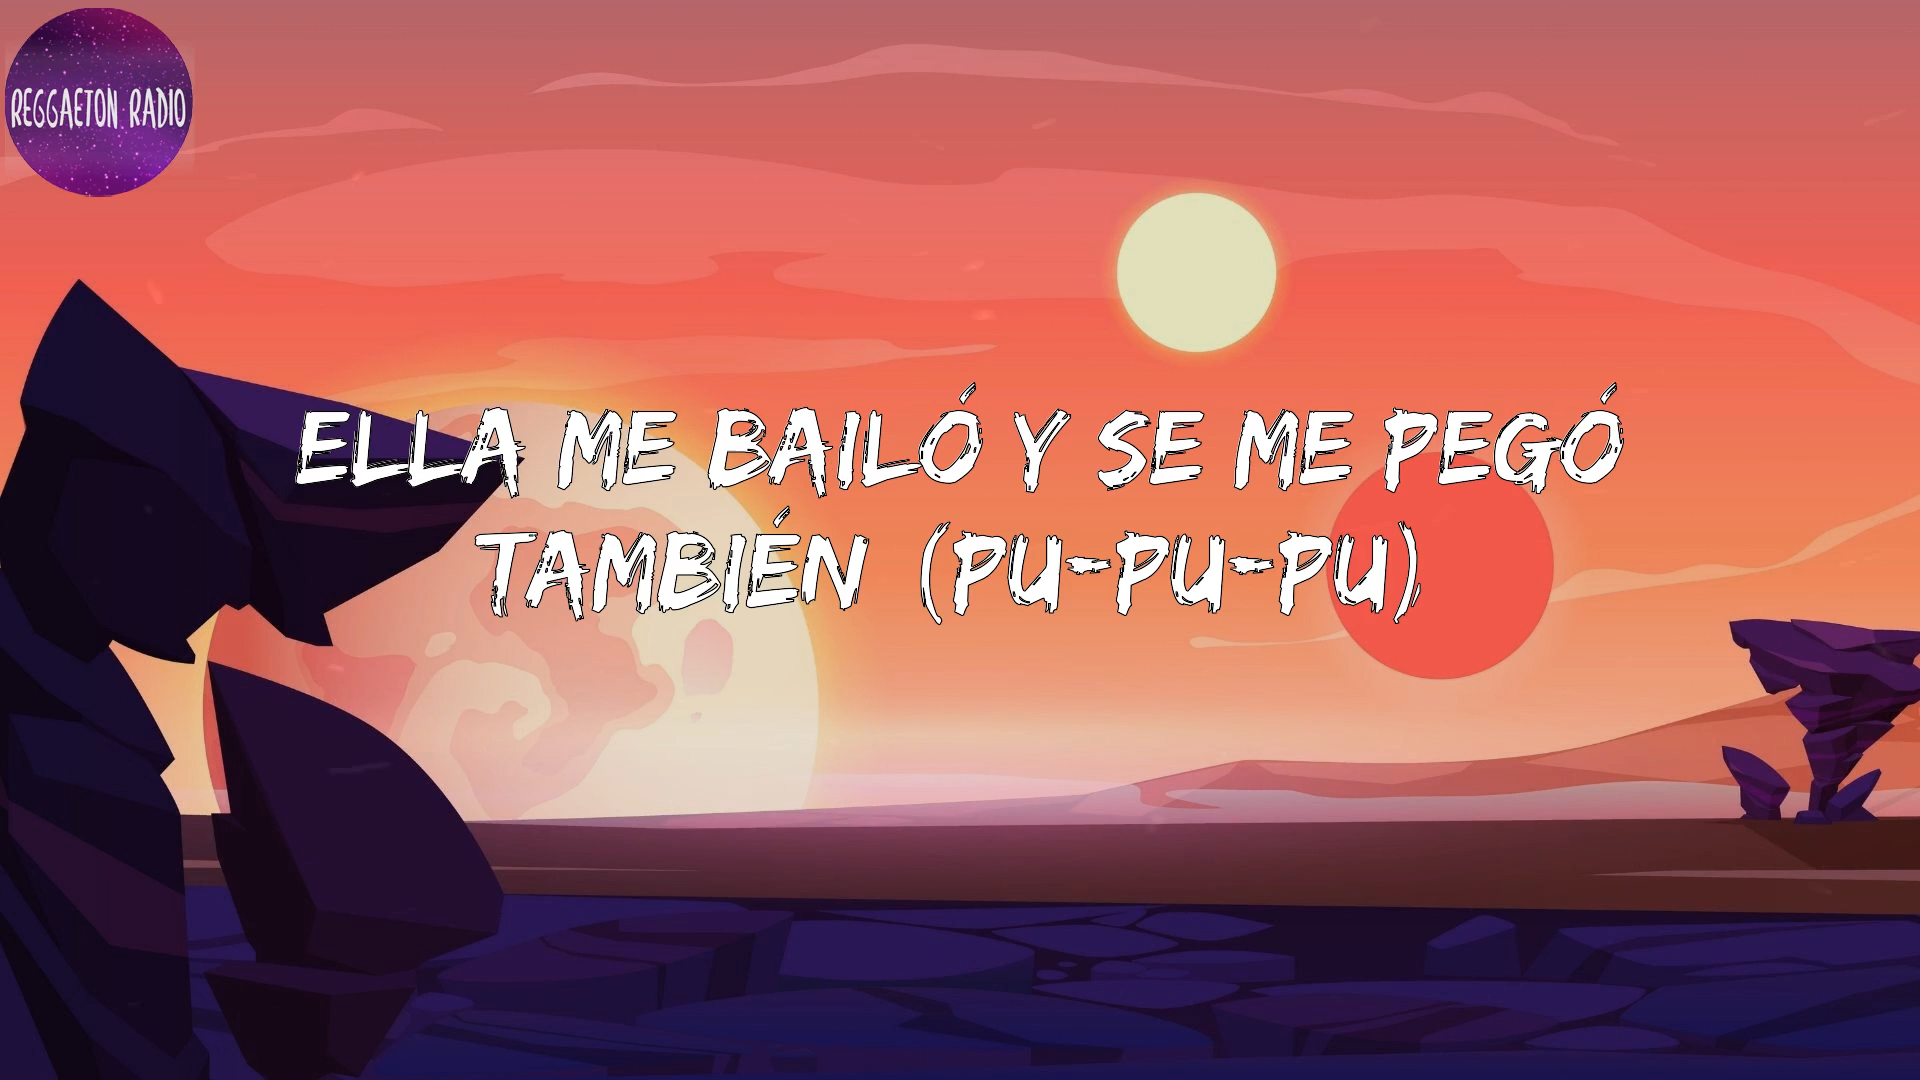 REGGAETON RADIO
ELLA ME BAILÓ Y SE ME PEGÓ
TAMBIÉN (PU-PU-PU)